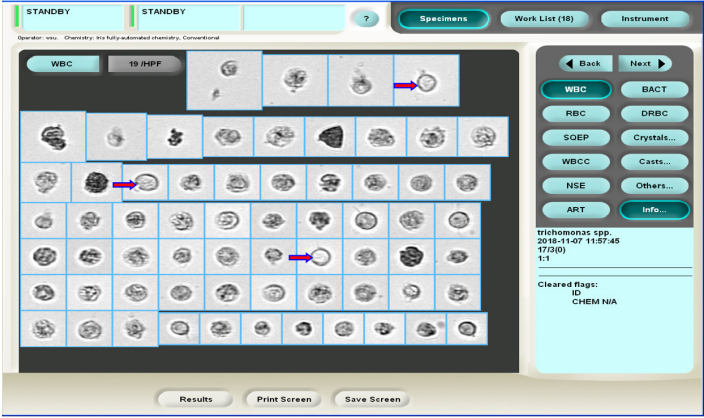 STANDBY
STANDBY
?
Specimens
Work List (18)
Instrument
Operator: wsu. Chemistry: Iris fully-automated chemistry, Conventional
WBC
19 /HPF
Back
Next
WBC
BACT
RBC
DRBC
SQEP
Crystals...
WBCC
Casts...
NSE
Others...
ART
Info...
trichomonas spp.
2018-11-07 11:57:45
17/3(0)
1:1
Cleared flags:
ID
CHEM N/A
Results
Print Screen
Save Screen